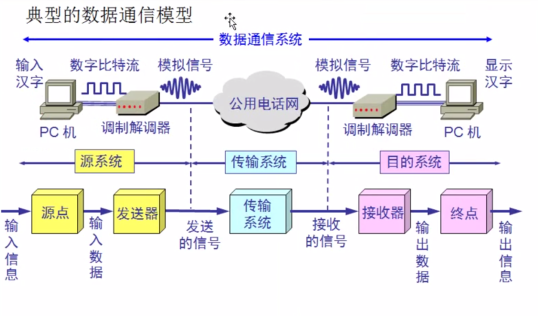 典型的数据通信模型
数据通信系统
输入
汉字
数字比特流
模拟信号
模拟信号
数字比特流
显示
汉字
公用电话网
PC 机
调制解调器
调制解调器
PC 机
源系统
传输系统
目的系统
源点
发送器
传输
系统
接收器
终点
输入信息
输入数据
发送
的信号
接收
的信号
输出数据
输出信息